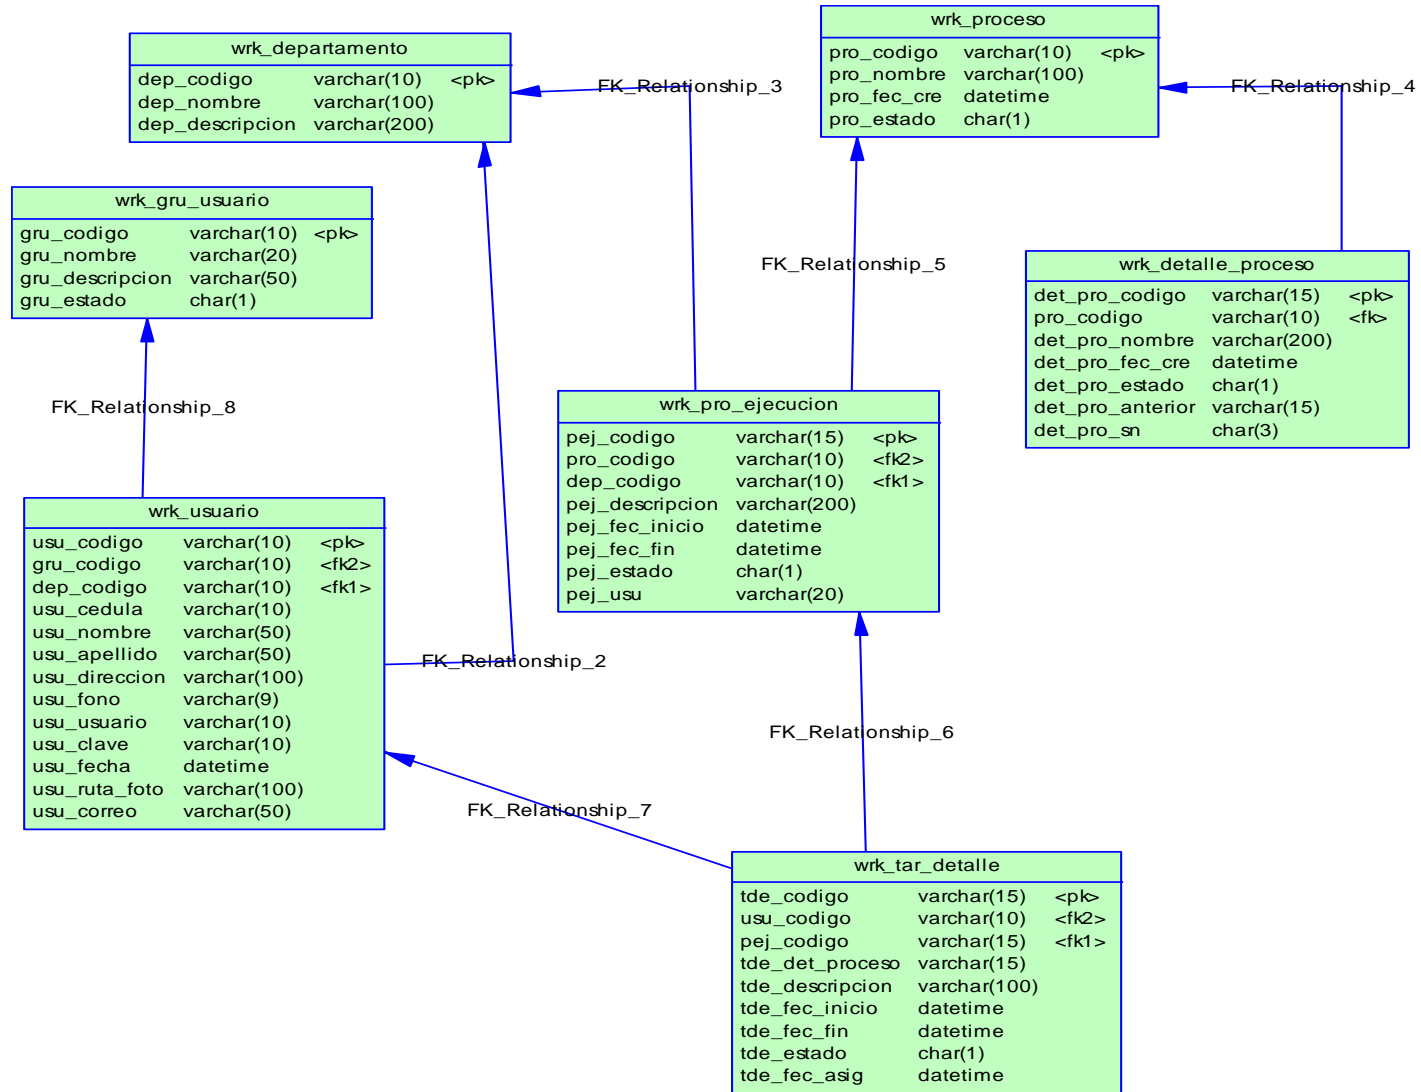 wrk_departamento
dep_codigo varchar(10) <pk>
dep_nombre varchar(100)
dep_descripcion varchar(200)
FK_Relationship_3
wrk_proceso
pro_codigo varchar(10) <pk>
pro_nombre varchar(100)
pro_fec_cre datetime
pro_estado char(1)
FK_Relationship_4
wrk_gru_usuario
gru_codigo varchar(10) <pk>
gru_nombre varchar(20)
gru_descripcion varchar(50)
gru_estado char(1)
FK_Relationship_5
wrk_detalle_proceso
det_pro_codigo varchar(15) <pk>
pro_codigo varchar(10) <fk>
det_pro_nombre varchar(200)
det_pro_fec_cre datetime
det_pro_estado char(1)
det_pro_anterior varchar(15)
det_pro_sn char(3)
FK_Relationship_8
wrk_pro_ejecucion
pej_codigo varchar(15) <pk>
pro_codigo varchar(10) <fk2>
dep_codigo varchar(10) <fk1>
pej_descripcion varchar(200)
pej_fec_inicio datetime
pej_fec_fin datetime
pej_estado char(1)
pej_usu varchar(20)
wrk_usuario
usu_codigo varchar(10) <pk>
gru_codigo varchar(10) <fk2>
dep_codigo varchar(10) <fk1>
usu_cedula varchar(10)
usu_nombre varchar(50)
usu_apellido varchar(50)
usu_direccion varchar(100)
usu_fono varchar(9)
usu_usuario varchar(10)
usu_clave varchar(10)
usu_fecha datetime
usu_ruta_foto varchar(100)
usu_correo varchar(50)
FK_Relationship_2
FK_Relationship_6
FK_Relationship_7
wrk_tar_detalle
tde_codigo varchar(15) <pk>
usu_codigo varchar(10) <fk2>
pej_codigo varchar(15) <fk1>
tde_det_proceso varchar(15)
tde_descripcion varchar(100)
tde_fec_inicio datetime
tde_fec_fin datetime
tde_estado char(1)
tde_fec_asig datetime